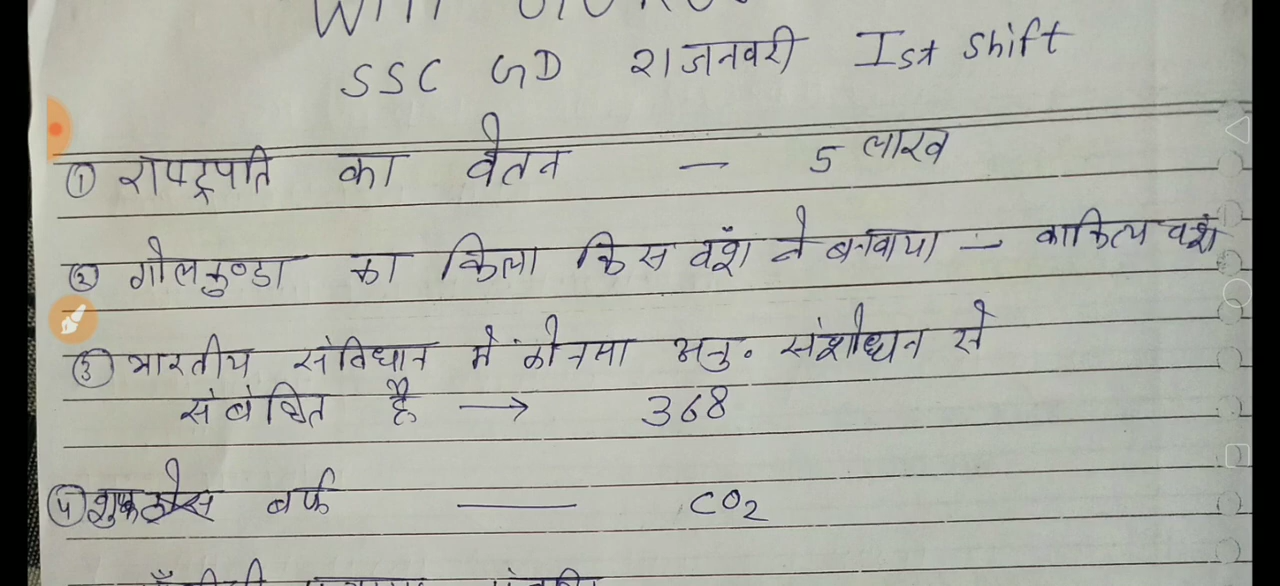 SSC GD 21 जनवरी Ist Shift
① राष्ट्रपति का वेतन — 5 लाख
② गोलकुण्डा का किला किस वंश ने बनवाया — काकित्य वंश
③ भारतीय संविधान में कौनसा अनु. संशोधन से
संबंधित है → 368
④ शुष्क ठोस बर्फ — CO2